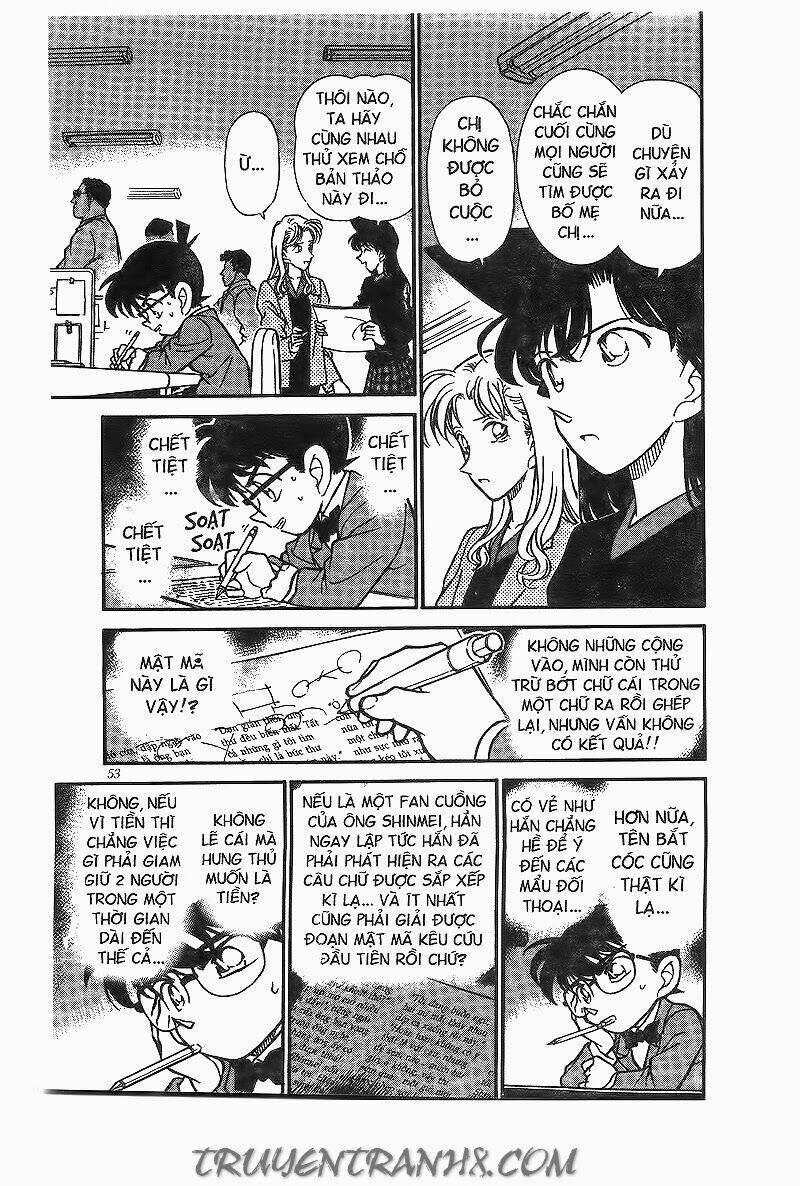 DÙ
CHUYỆN
GÌ XẢY
RA ĐI
NỮA...
CHẮC CHẮN
CUỐI CÙNG
MỌI NGƯỜI
CŨNG SẼ
TÌM ĐƯỢC
BỐ MẸ
CHỊ...
CHỊ
KHÔNG
ĐƯỢC
BỎ
CUỘC
...
THÔI NÀO,
TA HÃY
CÙNG NHAU
THỬ XEM CHỖ
BẢN THẢO
NÀY ĐI...
Ừ...
CHẾT
TIỆT
...
CHẾT
TIỆT
...
SOẠT
SOẠT
CHẾT
TIỆT
...
KHÔNG NHỮNG CỘNG
VÀO, MÌNH CÒN THỬ
TRỪ BỚT CHỮ CÁI TRONG
MỘT CHỮ RA RỒI GHÉP
LẠI, NHƯNG VẪN KHÔNG
CÓ KẾT QUẢ!!
MẬT MÃ
NÀY LÀ GÌ
VẬY!?
53
HƠN NỮA,
TÊN BẮT
CÓC CŨNG
THẬT KÌ
LẠ...
CÓ VẺ NHƯ
HẮN CHẲNG
HỀ ĐỂ Ý
ĐẾN CÁC
MẨU ĐỐI
THOẠI...
NẾU LÀ MỘT FAN CUỒNG
CỦA ÔNG SHINMEI, HẮN
NGAY LẬP TỨC HẮN ĐÃ
PHẢI PHÁT HIỆN RA CÁC
CÂU CHỮ ĐƯỢC SẮP XẾP
KÌ LẠ... VÀ ÍT NHẤT
CŨNG PHẢI GIẢI ĐƯỢC
ĐOẠN MẬT MÃ KÊU CỨU
ĐẦU TIÊN RỒI CHỨ?
KHÔNG
LẼ CÁI MÀ
HUNG THỦ
MUỐN LÀ
TIỀN?
KHÔNG, NẾU
VÌ TIỀN THÌ
CHẲNG VIỆC
GÌ PHẢI GIAM
GIỮ 2 NGƯỜI
TRONG MỘT
THỜI GIAN
DÀI ĐẾN
THẾ CẢ...
TRUYENTRANH8.COM